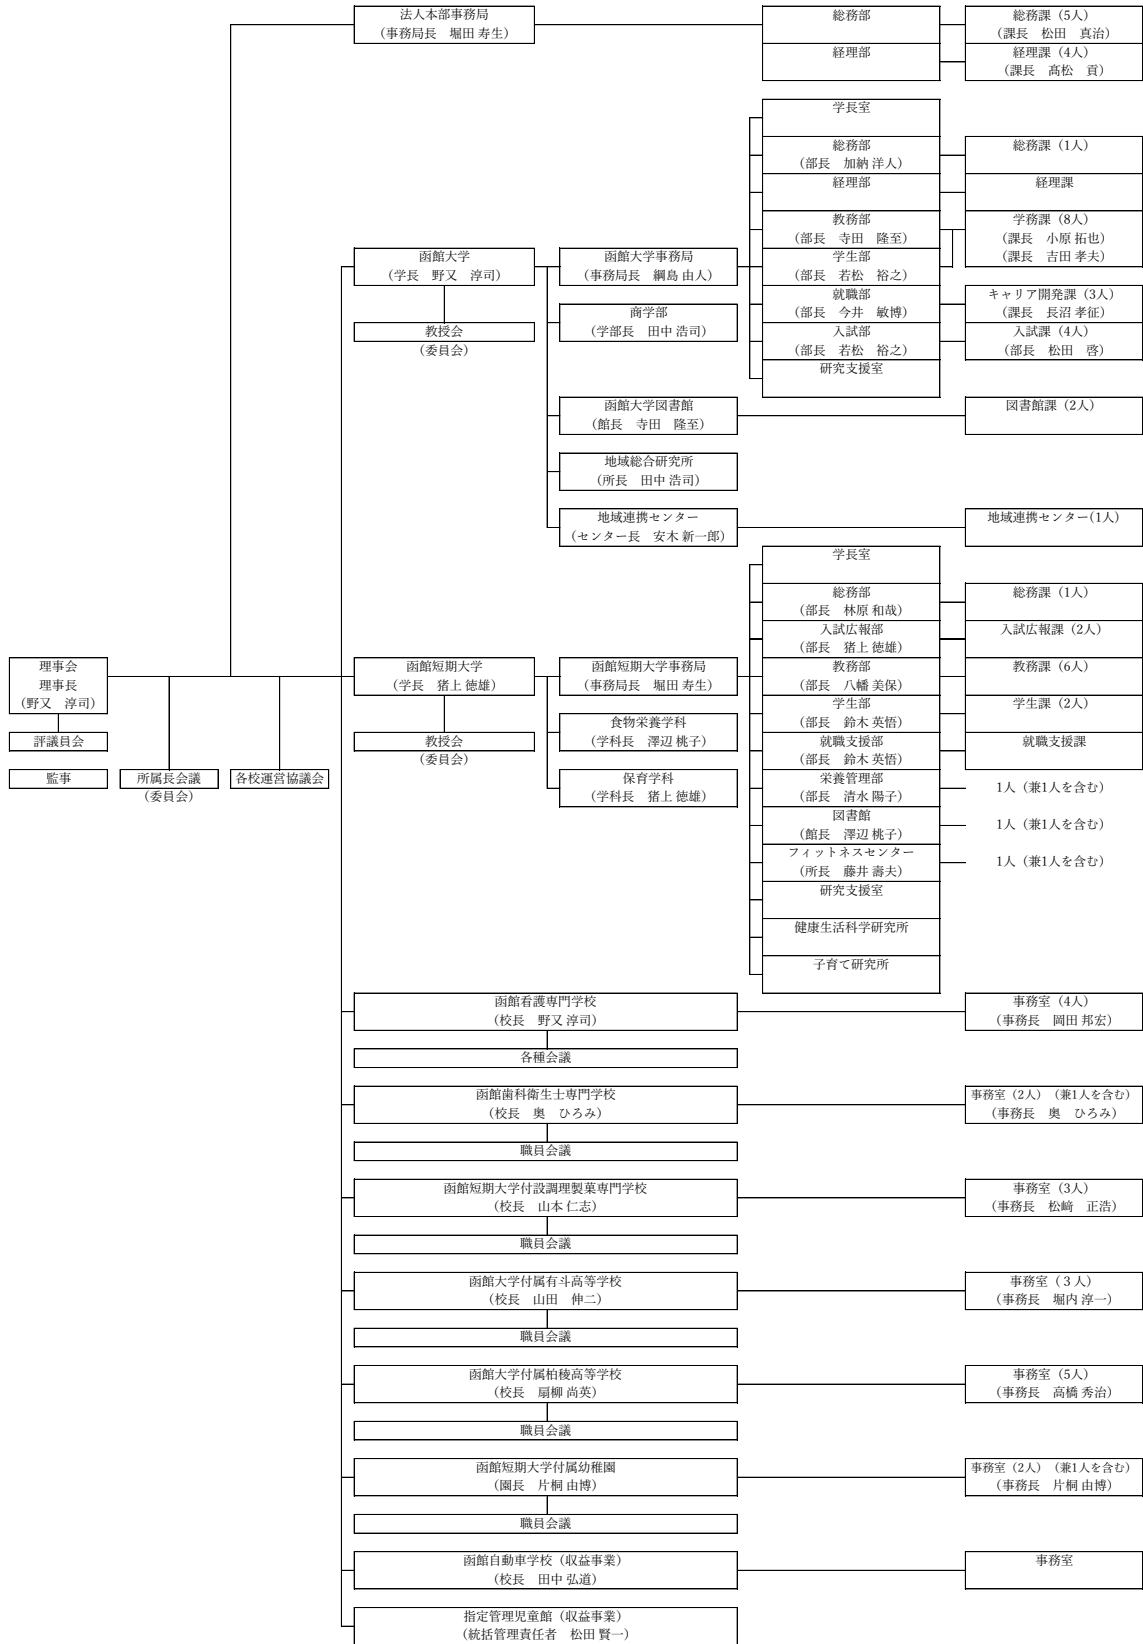 法人本部事務局
(事務局長 堀田 寿生)
総務部
総務課(5人)
(課長 松田 真治)
経理部
経理課(4人)
(課長 髙松 貢)
函館大学
(学長 野又 淳司)
教授会
(委員会)
函館大学事務局
(事務局長 綱島 由人)
商学部
(学部長 田中 浩司)
函館大学図書館
(館長 寺田 隆至)
図書館課(2人)
地域総合研究所
(所長 田中 浩司)
地域連携センター
(センター長 安木 新一郎)
地域連携センター(1人)
学長室
総務部
(部長 加納 洋人)
総務課(1人)
経理部
経理課
教務部
(部長 寺田 隆至)
学務課(8人)
(課長 小原 拓也)
(課長 吉田 孝夫)
学生部
(部長 若松 裕之)
就職部
(部長 今井 敏博)
キャリア開発課(3人)
(課長 長沼 孝征)
入試部
(部長 若松 裕之)
入試課(4人)
(部長 松田 啓)
研究支援室
理事会
理事長
(野又 淳司)
評議員会
監事
所属長会議
(委員会)
各校運営協議会
函館短期大学
(学長 猪上 徳雄)
教授会
(委員会)
函館短期大学事務局
(事務局長 堀田 寿生)
食物栄養学科
(学科長 澤辺 桃子)
保育学科
(学科長 猪上 徳雄)
学長室
総務部
(部長 林原 和哉)
総務課(1人)
入試広報部
(部長 猪上 徳雄)
入試広報課(2人)
教務部
(部長 八幡 美保)
教務課(6人)
学生部
(部長 鈴木 英悟)
学生課(2人)
就職支援部
(部長 鈴木 英悟)
就職支援課
栄養管理部
(部長 清水 陽子)
1人(兼1人を含む)
図書館
(館長 澤辺 桃子)
1人(兼1人を含む)
フィットネスセンター
(所長 藤井 壽夫)
1人(兼1人を含む)
研究支援室
健康生活科学研究所
子育て研究所
函館看護専門学校
(校長 野又 淳司)
事務室(4人)
(事務長 岡田 邦宏)
各種会議
函館歯科衛生士専門学校
(校長 奥 ひろみ)
事務室(2人)(兼1人を含む)
(事務長 奥 ひろみ)
職員会議
函館短期大学付設調理製菓専門学校
(校長 山本 仁志)
事務室(3人)
(事務長 松﨑 正浩)
職員会議
函館大学付属有斗高等学校
(校長 山田 伸二)
事務室(3人)
(事務長 堀内 淳一)
職員会議
函館大学付属柏稜高等学校
(校長 扇柳 尚英)
事務室(5人)
(事務長 高橋 秀治)
職員会議
函館短期大学付属幼稚園
(園長 片桐 由博)
事務室(2人)(兼1人を含む)
(事務長 片桐 由博)
職員会議
函館自動車学校(収益事業)
(校長 田中 弘道)
事務室
指定管理児童館(収益事業)
(統括管理責任者 松田 賢一)